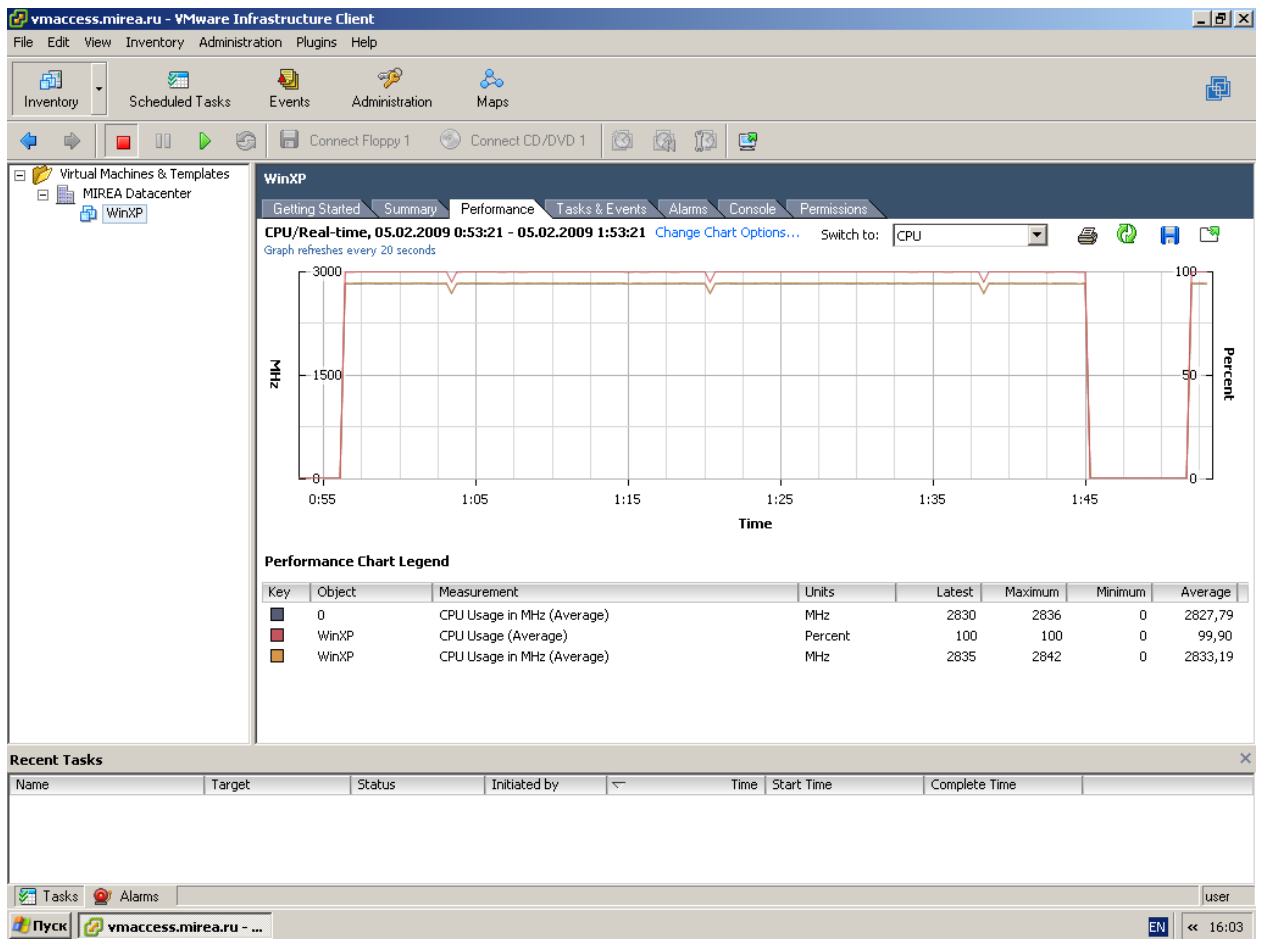 vmaccess.mirea.ru - VMware Infrastructure Client
File Edit View Inventory Administration Plugins Help
Inventory Scheduled Tasks Events Administration Maps
Connect Floppy 1 Connect CD/DVD 1
Virtual Machines & Templates
MIREA Datacenter
WinXP
WinXP
Getting Started Summary Performance Tasks & Events Alarms Console Permissions
CPU/Real-time, 05.02.2009 0:53:21 - 05.02.2009 1:53:21 Change Chart Options... Switch to: CPU
Graph refreshes every 20 seconds
3000 100
MHz 1500 50 Percent
0 0
0:55 1:05 1:15 1:25 1:35 1:45
Time
Performance Chart Legend
Key Object Measurement Units Latest Maximum Minimum Average
0 CPU Usage in MHz (Average) MHz 2830 2836 0 2827,79
WinXP CPU Usage (Average) Percent 100 100 0 99,90
WinXP CPU Usage in MHz (Average) MHz 2835 2842 0 2833,19
Recent Tasks
Name Target Status Initiated by Time Start Time Complete Time
Tasks Alarms user
Пуск vmaccess.mirea.ru - ... EN « 16:03